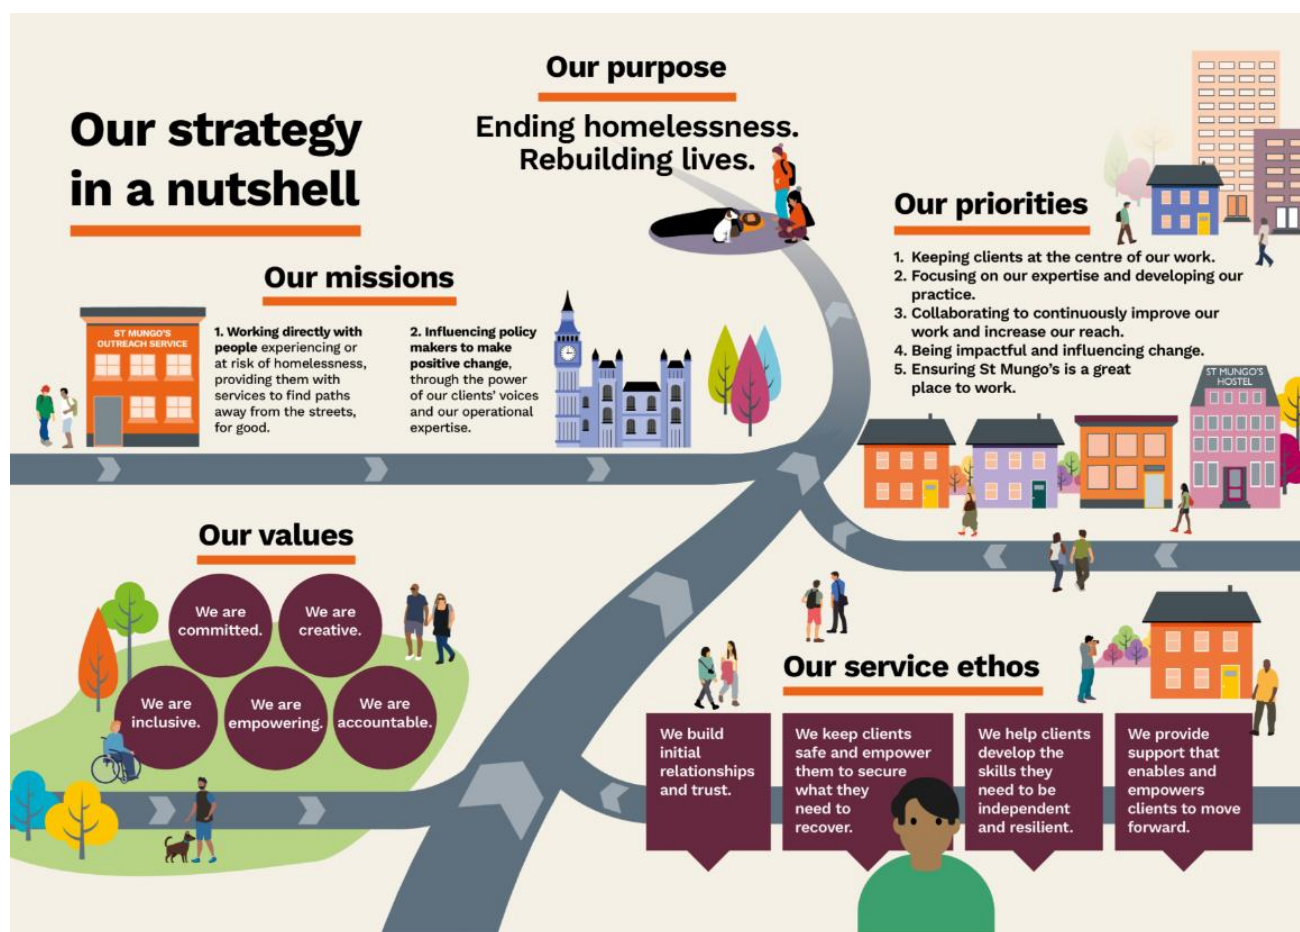 Our strategy
in a nutshell
Our purpose
Ending homelessness.
Rebuilding lives.
Our missions
ST MUNGO'S
OUTREACH SERVICE
1. Working directly with
people experiencing or
at risk of homelessness,
providing them with
services to find paths
away from the streets,
for good.
2. Influencing policy
makers to make
positive change,
through the power
of our clients' voices
and our operational
expertise.
Our priorities
1. Keeping clients at the centre of our work.
2. Focusing on our expertise and developing our
practice.
3. Collaborating to continuously improve our
work and increase our reach.
4. Being impactful and influencing change.
5. Ensuring St Mungo's is a great
place to work.
ST MUNGO'S
HOSTEL
Our values
We are
committed.
We are
creative.
We are
inclusive.
We are
empowering.
We are
accountable.
Our service ethos
We build
initial
relationships
and trust.
We keep clients
safe and empower
them to secure
what they
need to
recover.
We help clients
develop the
skills they
need to be
independent
and resilient.
We provide
support that
enables and
empowers
clients to move
forward.